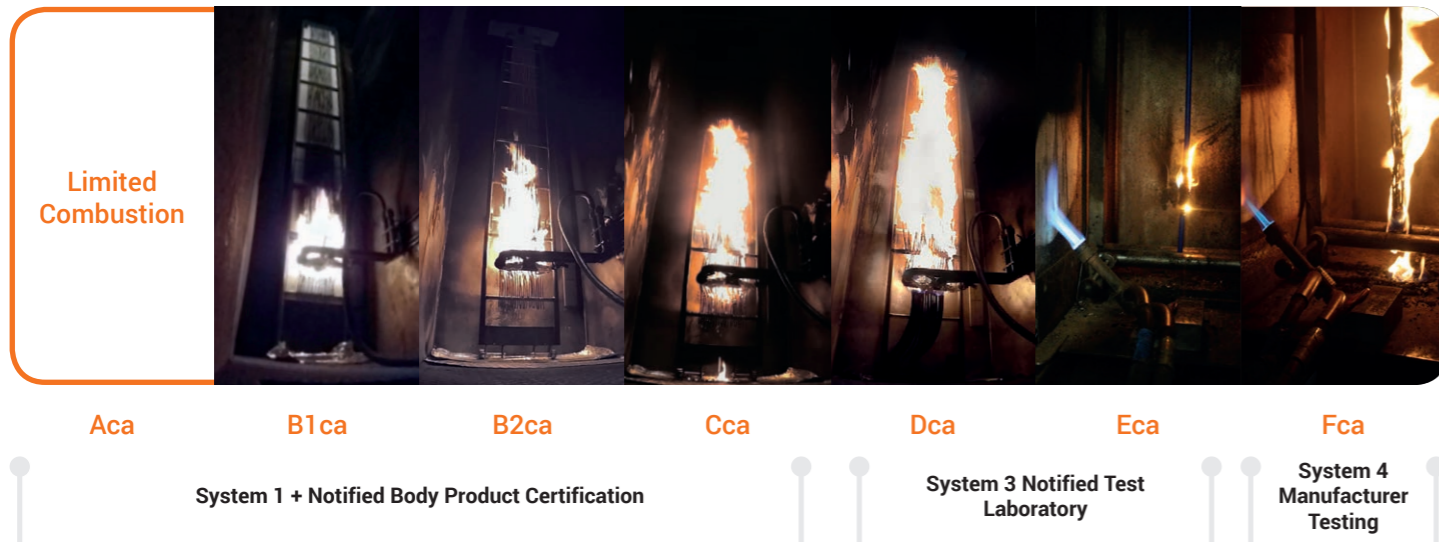 Limited
Combustion
Aca
B1ca
B2ca
Cca
Dca
Eca
Fca
System 1 + Notified Body Product Certification
System 3 Notified Test
Laboratory
System 4
Manufacturer
Testing